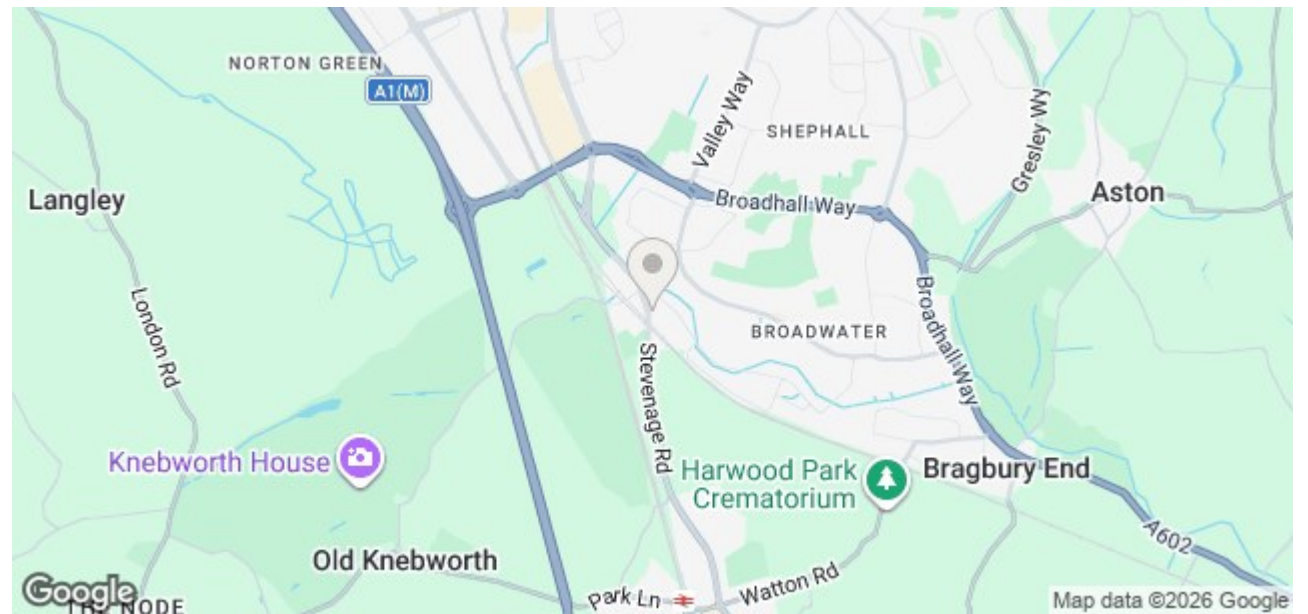 NORTON GREEN
A1(M)
Valley Way
SHEPHALL
Gresley Wy
Langley
Broadhall Way
Aston
London Rd
BROADWATER
Broadhall Way
Stevenage Rd
Knebworth House
Harwood Park
Crematorium
Bragbury End
Old Knebworth
A602
Park Ln
Watton Rd
Google
THE NODE
Map data ©2026 Google